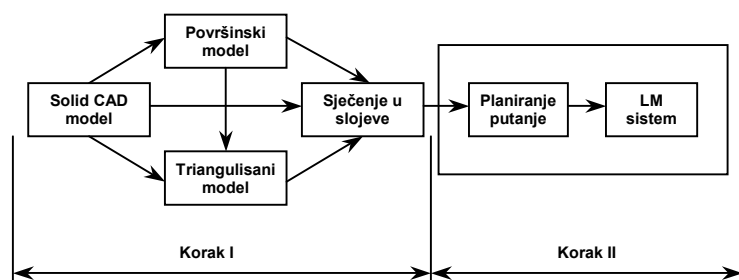 Površinski
model
Solid CAD
model
Sječenje u
slojeve
Planiranje
putanje
LM
sistem
Triangulisani
model
Korak I
Korak II